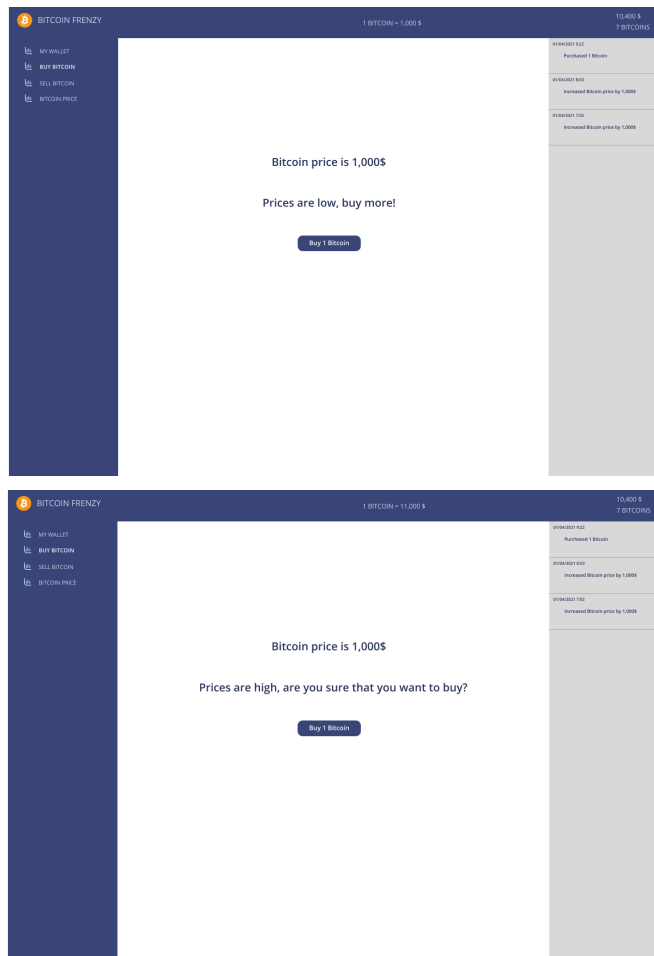 BITCOIN FRENZY
1 BITCOIN = 1,000 $
10,400 $
7 BITCOINS
MY WALLET
BUY BITCOIN
SELL BITCOIN
BITCOIN PRICE
Bitcoin price is 1,000$
Prices are low, buy more!
Buy 1 Bitcoin
01/04/2021 9:22
Purchased 1 Bitcoin
01/04/2021 8:03
Increased Bitcoin price by 1,000$
01/04/2021 7:02
Increased Bitcoin price by 1,000$
BITCOIN FRENZY
1 BITCOIN = 11,000 $
10,400 $
7 BITCOINS
MY WALLET
BUY BITCOIN
SELL BITCOIN
BITCOIN PRICE
Bitcoin price is 1,000$
Prices are high, are you sure that you want to buy?
Buy 1 Bitcoin
01/04/2021 9:22
Purchased 1 Bitcoin
01/04/2021 8:03
Increased Bitcoin price by 1,000$
01/04/2021 7:02
Increased Bitcoin price by 1,000$